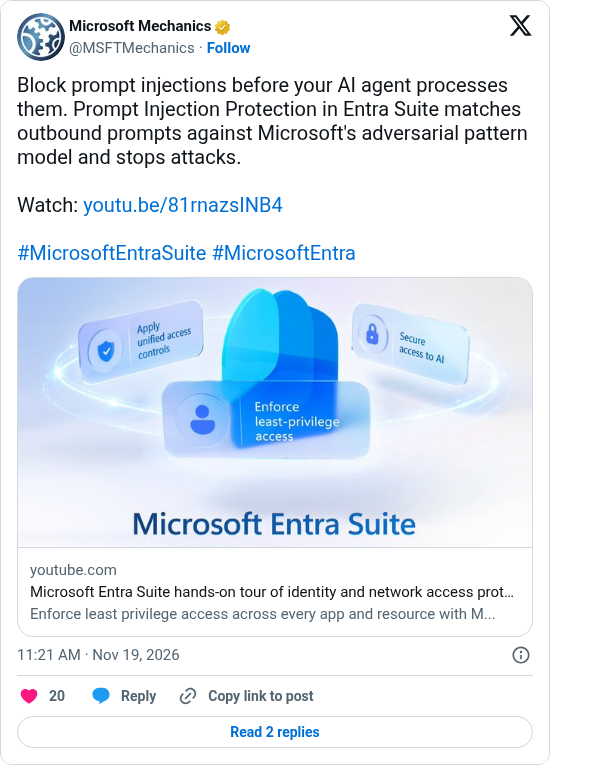 Microsoft Mechanics
@MSFTMechanics · Follow
Block prompt injections before your AI agent processes
them. Prompt Injection Protection in Entra Suite matches
outbound prompts against Microsoft's adversarial pattern
model and stops attacks.
Watch: youtu.be/81rnazsINB4
#MicrosoftEntraSuite #MicrosoftEntra
Apply
unified access
controls
Secure
access to AI
Enforce
least-privilege
access
Microsoft Entra Suite
youtube.com
Microsoft Entra Suite hands-on tour of identity and network access prot...
Enforce least privilege access across every app and resource with M...
11:21 AM · Nov 19, 2026
20 Reply Copy link to post
Read 2 replies